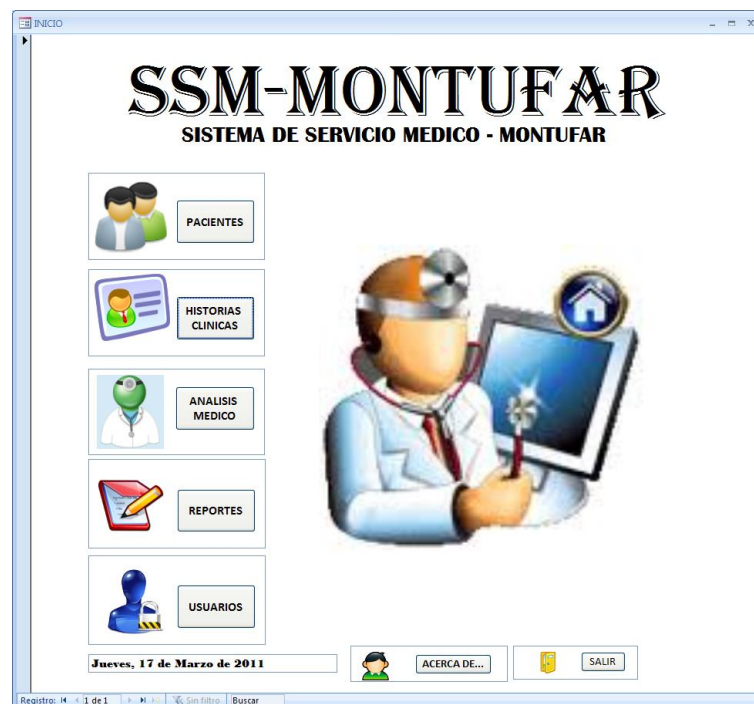 INICIO
SSM-MONTUFAR
SISTEMA DE SERVICIO MEDICO - MONTUFAR
PACIENTES
HISTORIAS
CLINICAS
ANALISIS
MEDICO
REPORTES
USUARIOS
Jueves, 17 de Marzo de 2011
ACERCA DE...
SALIR
Registro: 1 de 1 Sin filtro Buscar